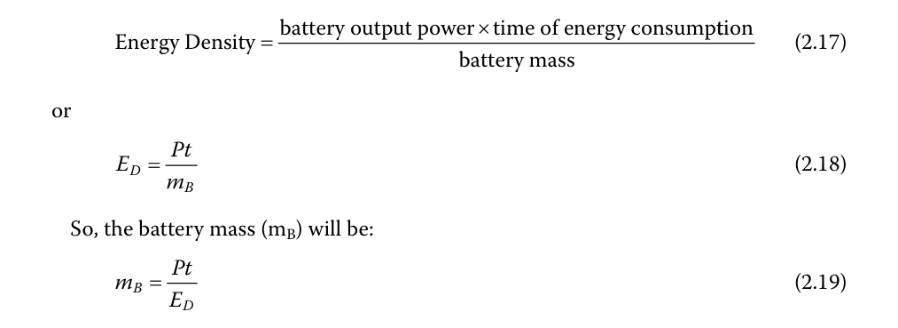 Energy Density = battery output power × time of energy consumption / battery mass (2.17)
or
E_D = Pt / m_B (2.18)
So, the battery mass (m_B) will be:
m_B = Pt / E_D (2.19)